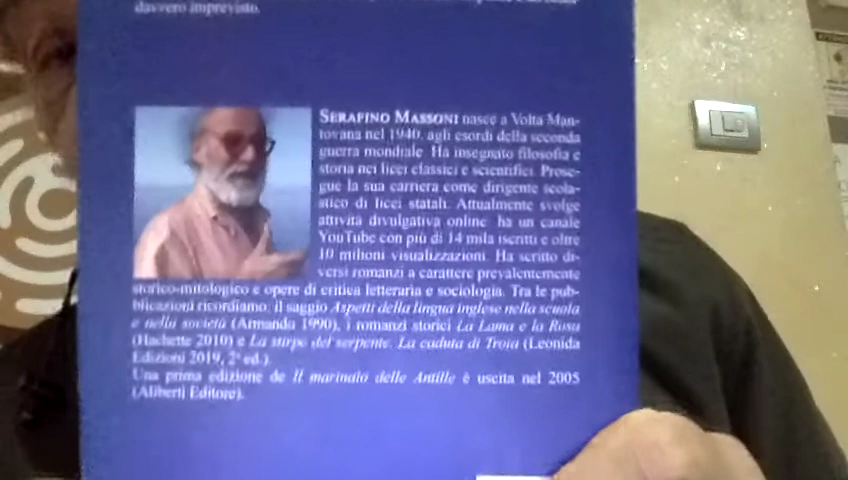 davvero imprevisto.
SERAFINO MASSONI nasce a Volta Man-
tovana nel 1940, agli esordi della seconda
guerra mondiale. Ha insegnato filosofia e
storia nei licei classici e scientifici. Prose-
gue la sua carriera come dirigente scola-
stico di licei statali. Attualmente svolge
attività divulgativa online: ha un canale
YouTube con più di 14 mila iscritti e oltre
10 milioni visualizzazioni. Ha scritto di-
versi romanzi a carattere prevalentemente
storico-mitologico e opere di critica letteraria e sociologia. Tra le pub-
blicazioni ricordiamo: il saggio Aspetti della lingua inglese nella scuola
e nella società (Armando 1990), i romanzi storici La Lama e la Rosa
(Hachette 2010) e La stirpe del serpente. La caduta di Troia (Leonida
Edizioni 2019, 2ª ed.).
Una prima edizione de Il marinaio delle Antille è uscita nel 2005
(Aliberti Editore).